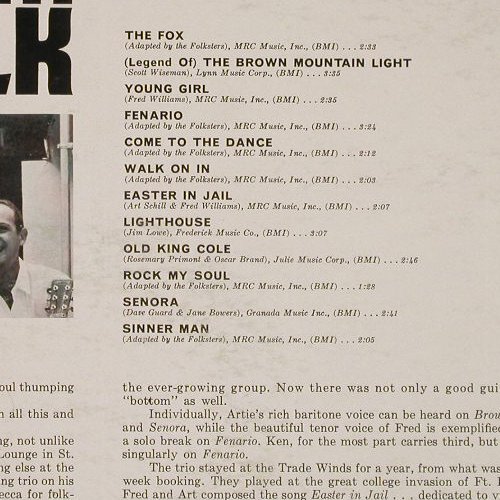 LK
THE FOX
(Adapted by the Folksters), MRC Music, Inc., (BMI) . . . 2:33
(Legend Of) THE BROWN MOUNTAIN LIGHT
(Scott Wiseman), Lynn Music Corp., (BMI) . . . 3:35
YOUNG GIRL
(Fred Williams), MRC Music, Inc., (BMI) . . . 2:35
FENARIO
(Adapted by the Folksters), MRC Music, Inc., (BMI) . . . 3:24
COME TO THE DANCE
(Adapted by the Folksters), MRC Music, Inc., (BMI) . . . 2:12
WALK ON IN
(Adapted by the Folksters), MRC Music, Inc., (BMI) . . . 2:03
EASTER IN JAIL
(Art Schill & Fred Williams), MRC Music, Inc., (BMI) . . . 2:07
LIGHTHOUSE
(Jim Lowe), Frederick Music Co., (BMI) . . . 3:07
OLD KING COLE
(Rosemary Primont & Oscar Brand), Julie Music Corp., (BMI) . . . 2:46
ROCK MY SOUL
(Adapted by the Folksters), MRC Music, Inc., (BMI) . . . 1:28
SENORA
(Dave Guard & Jane Bowers), Granada Music Inc., (BMI) . . . 2:41
SINNER MAN
(Adapted by the Folksters), MRC Music, Inc., (BMI) . . . 2:05
oul thumping
n all this and
ng, not unlike
Lounge in St.
ng else at the
ng trio on his
ecca for folk-
the ever-growing group. Now there was not only a good gui
"bottom" as well.
Individually, Artie's rich baritone voice can be heard on Brow
and Senora, while the beautiful tenor voice of Fred is exemplified
a solo break on Fenario. Ken, for the most part carries third, but
singularly on Fenario.
The trio stayed at the Trade Winds for a year, from what was
week booking. They played at the great college invasion of Ft. L
Fred and Art composed the song Easter in Jail . . . dedicated to vi